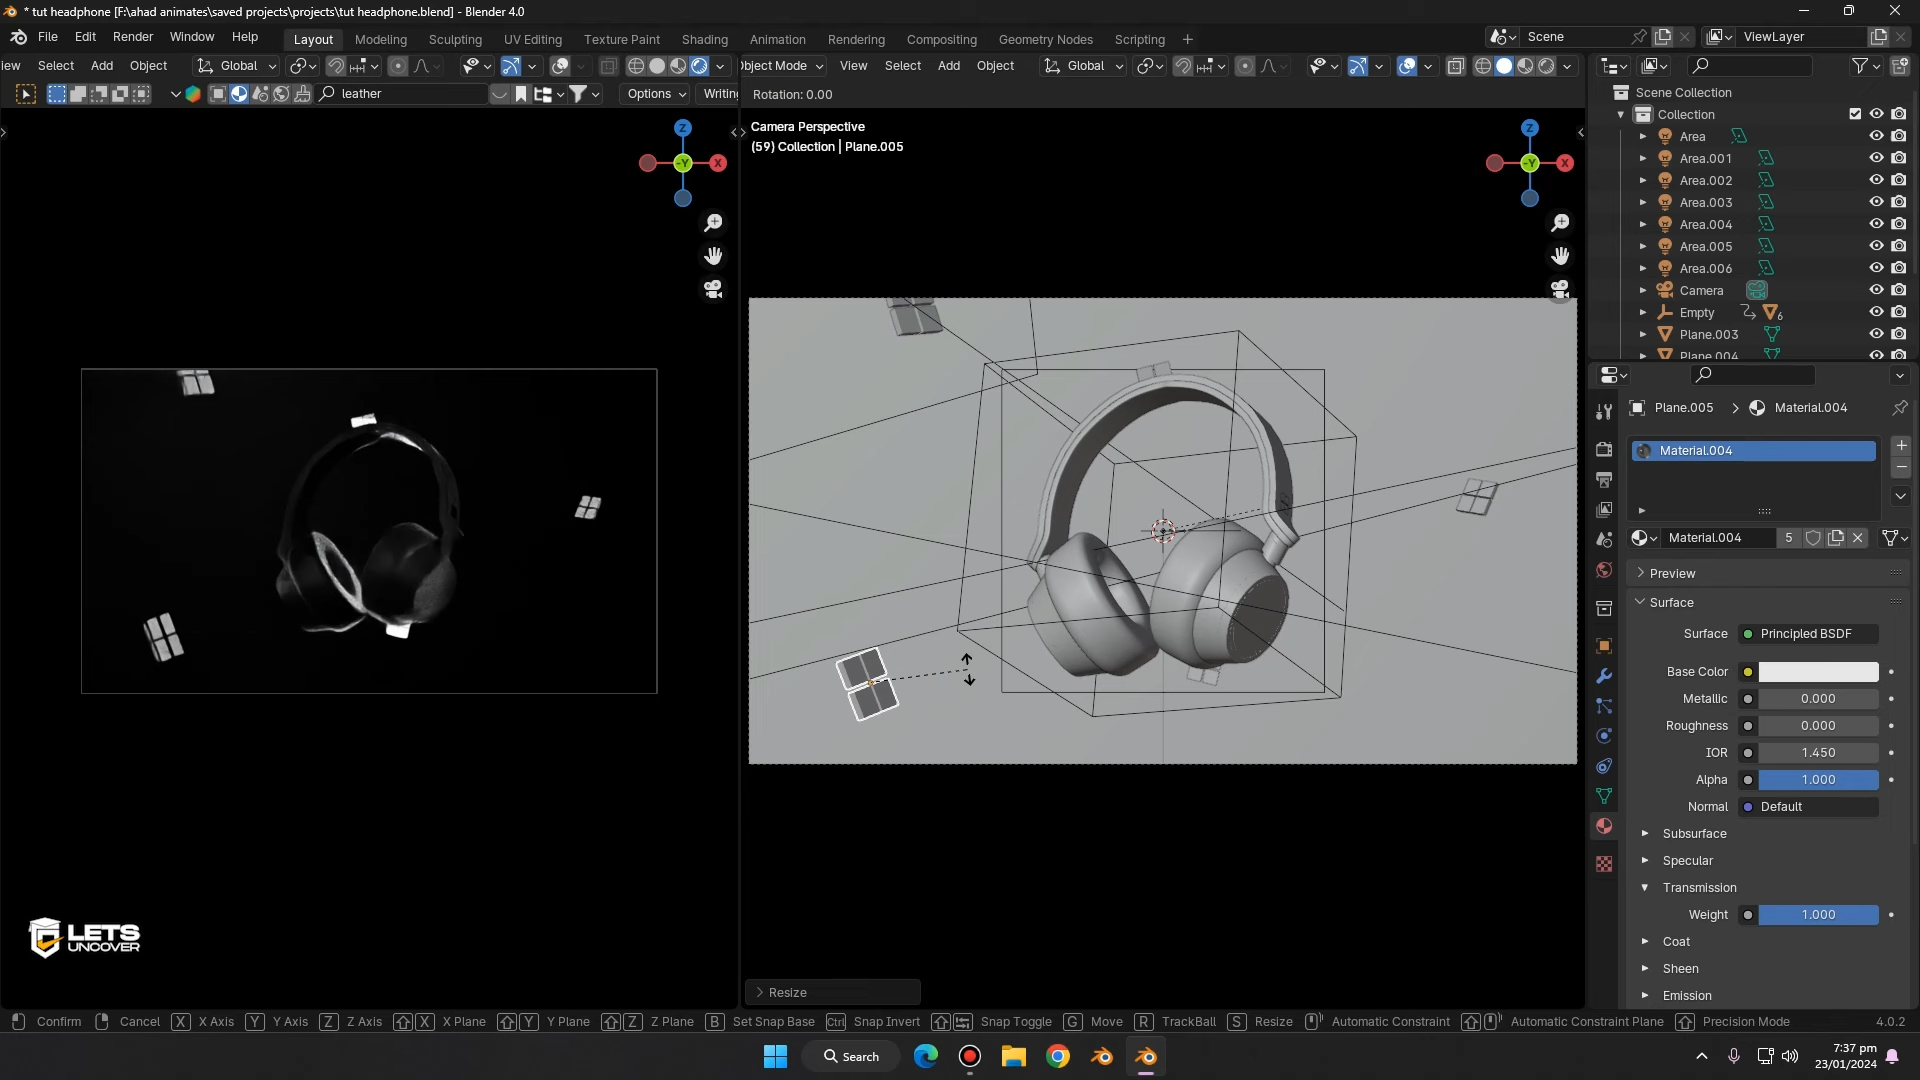 * tut headphone [F:\ahad animates\saved projects\projects\tut headphone.blend] - Blender 4.0
File Edit Render Window Help Layout Modeling Sculpting UV Editing Texture Paint Shading Animation Rendering Compositing Geometry Nodes Scripting + Scene ViewLayer
iew Select Add Object Global
bject Mode View Select Add Object Global
leather Options Writin
Rotation: 0.00
Camera Perspective
(59) Collection | Plane.005
Z
-Y
X
Z
-Y
X
Scene Collection
Collection
Area
Area.001
Area.002
Area.003
Area.004
Area.005
Area.006
Camera
Empty 6
Plane.003
Plane.004
Plane.005 > Material.004
Material.004
Material.004 5
Preview
Surface
Surface Principled BSDF
Base Color
Metallic 0.000
Roughness 0.000
IOR 1.450
Alpha 1.000
Normal Default
Subsurface
Specular
Transmission
Weight 1.000
Coat
Sheen
Emission
LETS
UNCOVER
> Resize
Confirm Cancel X X Axis Y Y Axis Z Z Axis X X Plane Y Y Plane Z Z Plane B Set Snap Base Ctrl Snap Invert Snap Toggle G Move R TrackBall S Resize Automatic Constraint Automatic Constraint Plane Precision Mode 4.0.2
Search
7:37 pm
23/01/2024